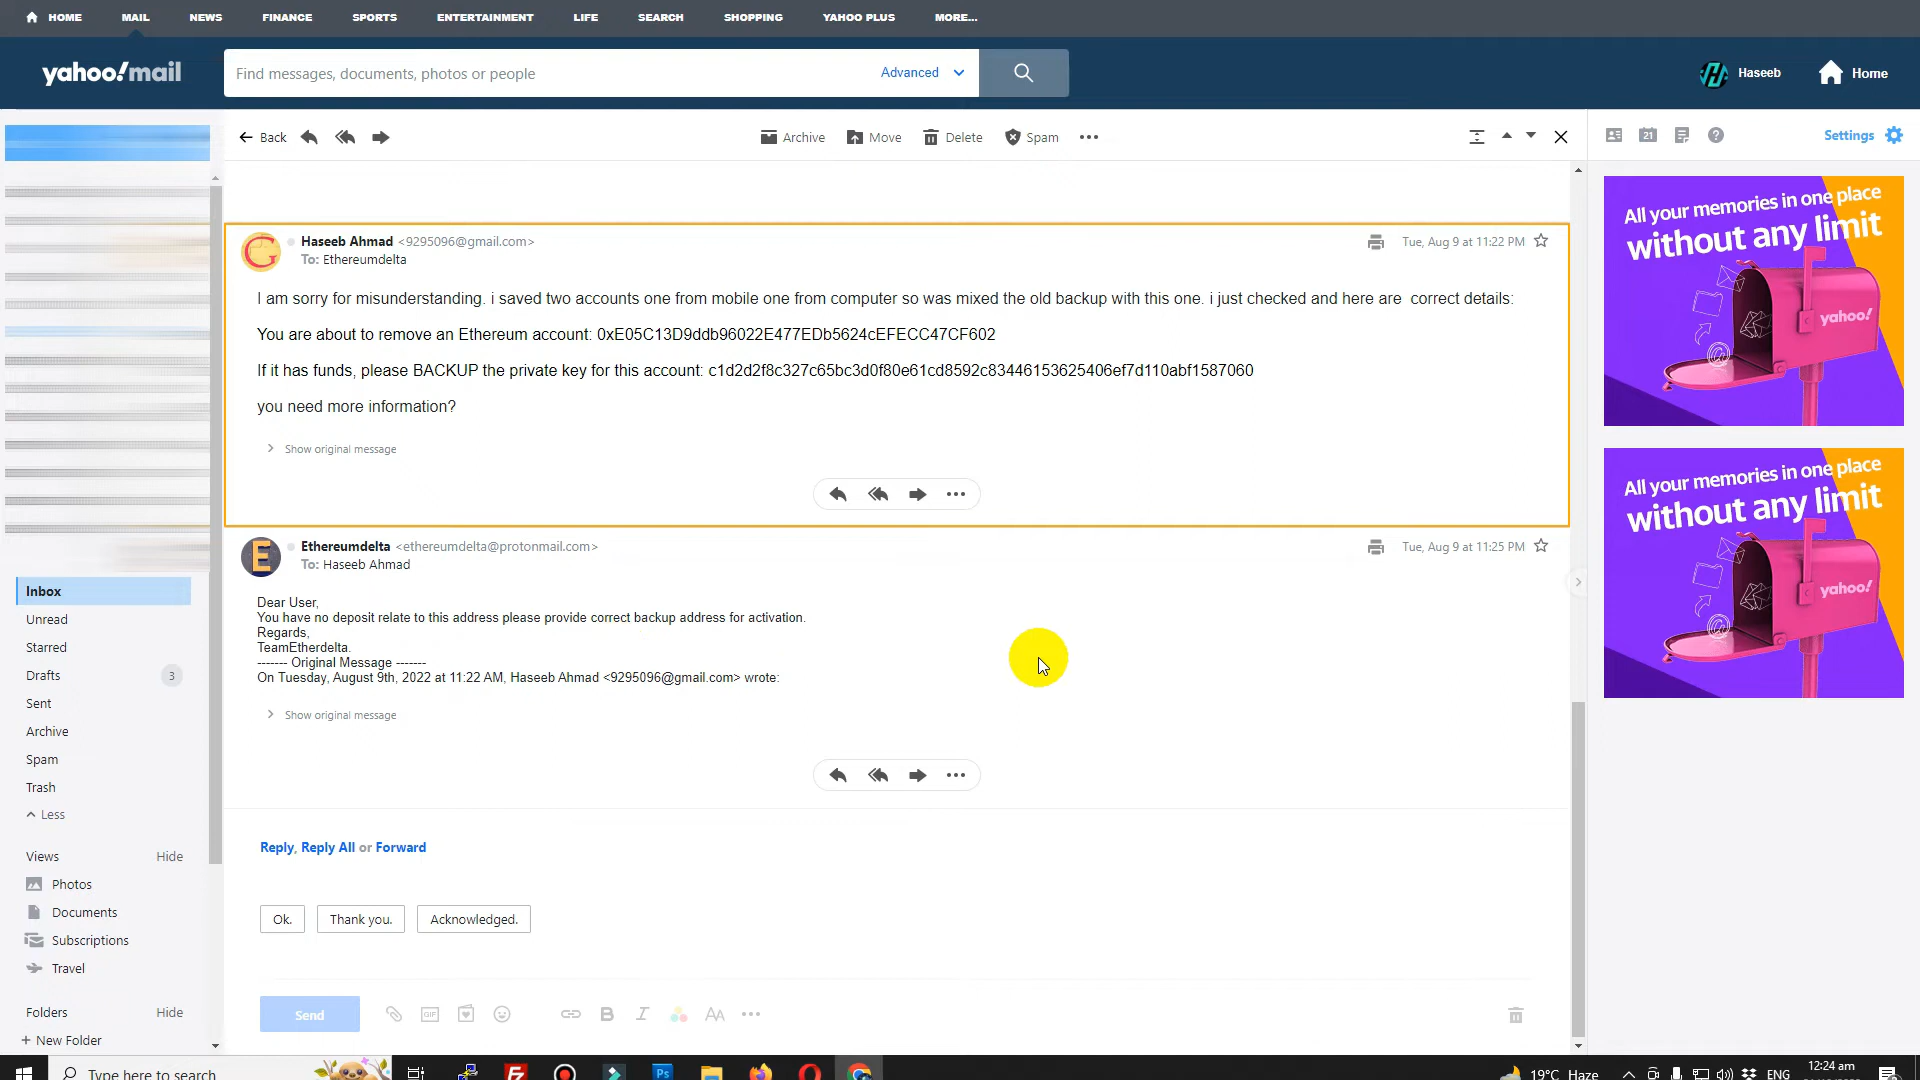 HOME MAIL NEWS FINANCE SPORTS ENTERTAINMENT LIFE SEARCH SHOPPING YAHOO PLUS MORE...
yahoo!mail
Find messages, documents, photos or people
Advanced
Haseeb
Home
Back
Archive Move Delete Spam
21
Settings
Haseeb Ahmad <9295096@gmail.com>
Tue, Aug 9 at 11:22 PM
To: Ethereumdelta
I am sorry for misunderstanding. i saved two accounts one from mobile one from computer so was mixed the old backup with this one. i just checked and here are correct details:
You are about to remove an Ethereum account: 0xE05C13D9ddb96022E477EDb5624cEFECC47CF602
If it has funds, please BACKUP the private key for this account: c1d2d2f8c327c65bc3d0f80e61cd8592c83446153625406ef7d110abf1587060
you need more information?
Show original message
E
Ethereumdelta <ethereumdelta@protonmail.com>
Tue, Aug 9 at 11:25 PM
To: Haseeb Ahmad
Dear User,
You have no deposit relate to this address please provide correct backup address for activation.
Regards,
TeamEtherdelta.
------- Original Message -------
On Tuesday, August 9th, 2022 at 11:22 AM, Haseeb Ahmad <9295096@gmail.com> wrote:
Show original message
Reply, Reply All or Forward
Ok. Thank you. Acknowledged.
Send
GIF
B I AA
Inbox
Unread
Starred
Drafts 3
Sent
Archive
Spam
Trash
Less
Views Hide
Photos
Documents
Subscriptions
Travel
Folders Hide
+ New Folder
All your memories in one place
without any limit
yahoo!
All your memories in one place
without any limit
yahoo!
Type here to search
Fz
Ps
19°C Haze
ENG
12:24 am